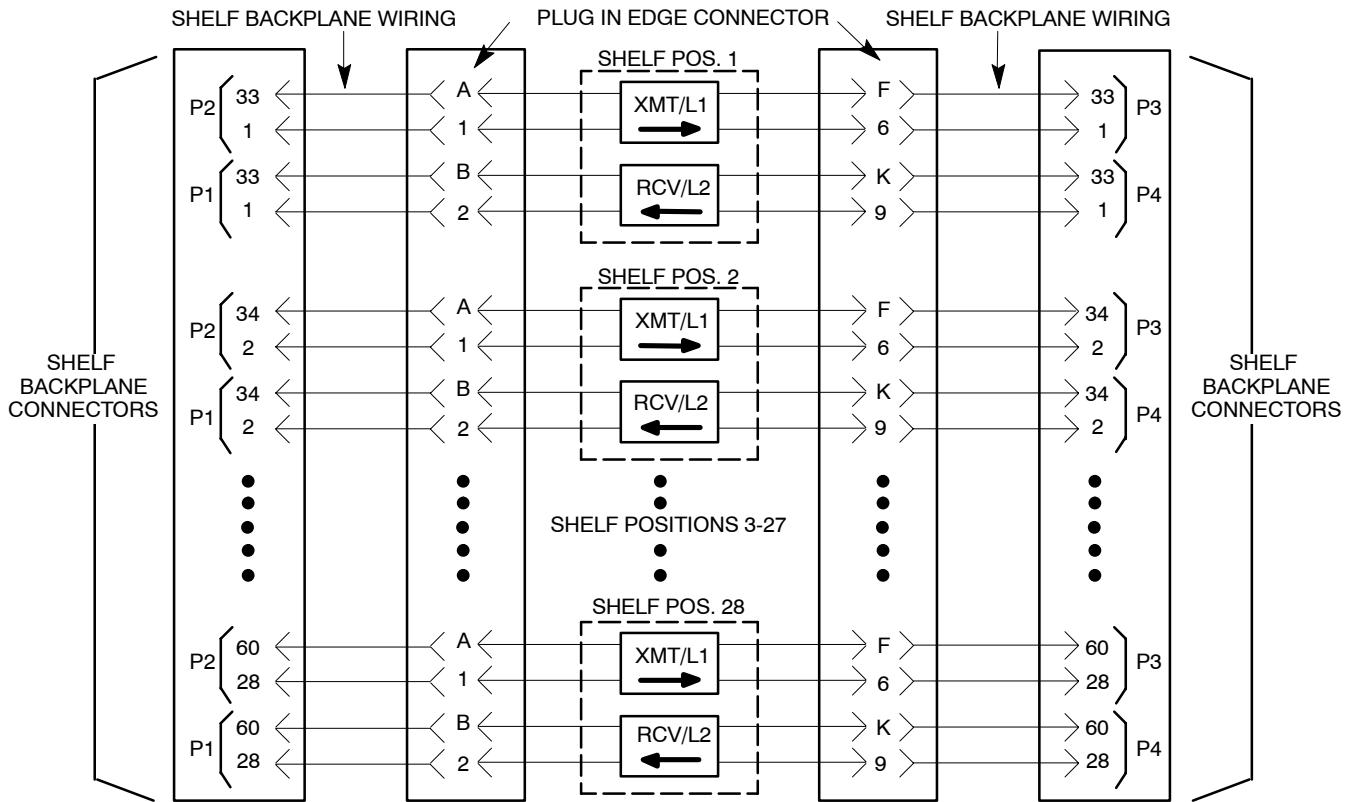 SHELF BACKPLANE WIRING PLUG IN EDGE CONNECTOR SHELF BACKPLANE WIRING
SHELF POS. 1
P2 33 A XMT/L1 F 33 P3
1 1 6 1
P1 33 B RCV/L2 K 33 P4
1 2 9 1
SHELF POS. 2
P2 34 A XMT/L1 F 34 P3
2 1 6 2
P1 34 B RCV/L2 K 34 P4
2 2 9 2
SHELF
BACKPLANE
CONNECTORS
SHELF
BACKPLANE
CONNECTORS
SHELF POSITIONS 3-27
SHELF POS. 28
P2 60 A XMT/L1 F 60 P3
28 1 6 28
P1 60 B RCV/L2 K 60 P4
28 2 9 28